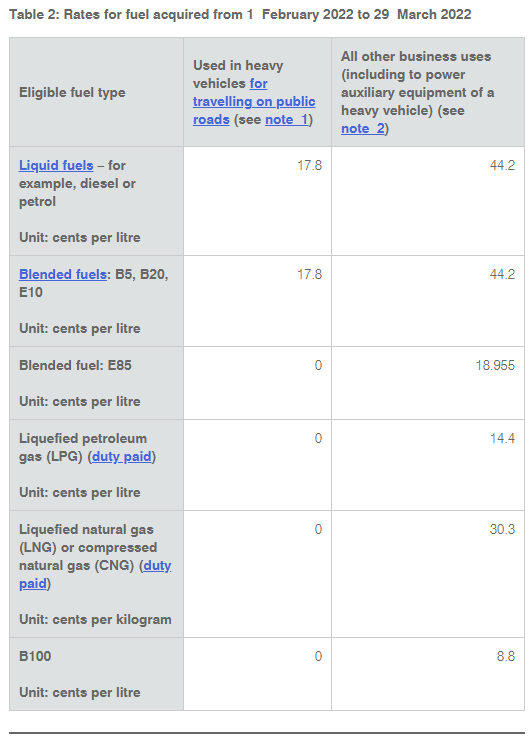 Table 2: Rates for fuel acquired from 1 February 2022 to 29 March 2022
Eligible fuel type
Used in heavy
vehicles for
travelling on public
roads (see note 1)
All other business uses
(including to power
auxiliary equipment of a
heavy vehicle) (see
note 2)
Liquid fuels – for
example, diesel or
petrol
Unit: cents per litre
17.8
44.2
Blended fuels: B5, B20,
E10
Unit: cents per litre
17.8
44.2
Blended fuel: E85
Unit: cents per litre
0
18.955
Liquefied petroleum
gas (LPG) (duty paid)
Unit: cents per litre
0
14.4
Liquefied natural gas
(LNG) or compressed
natural gas (CNG) (duty
paid)
Unit: cents per kilogram
0
30.3
B100
Unit: cents per litre
0
8.8